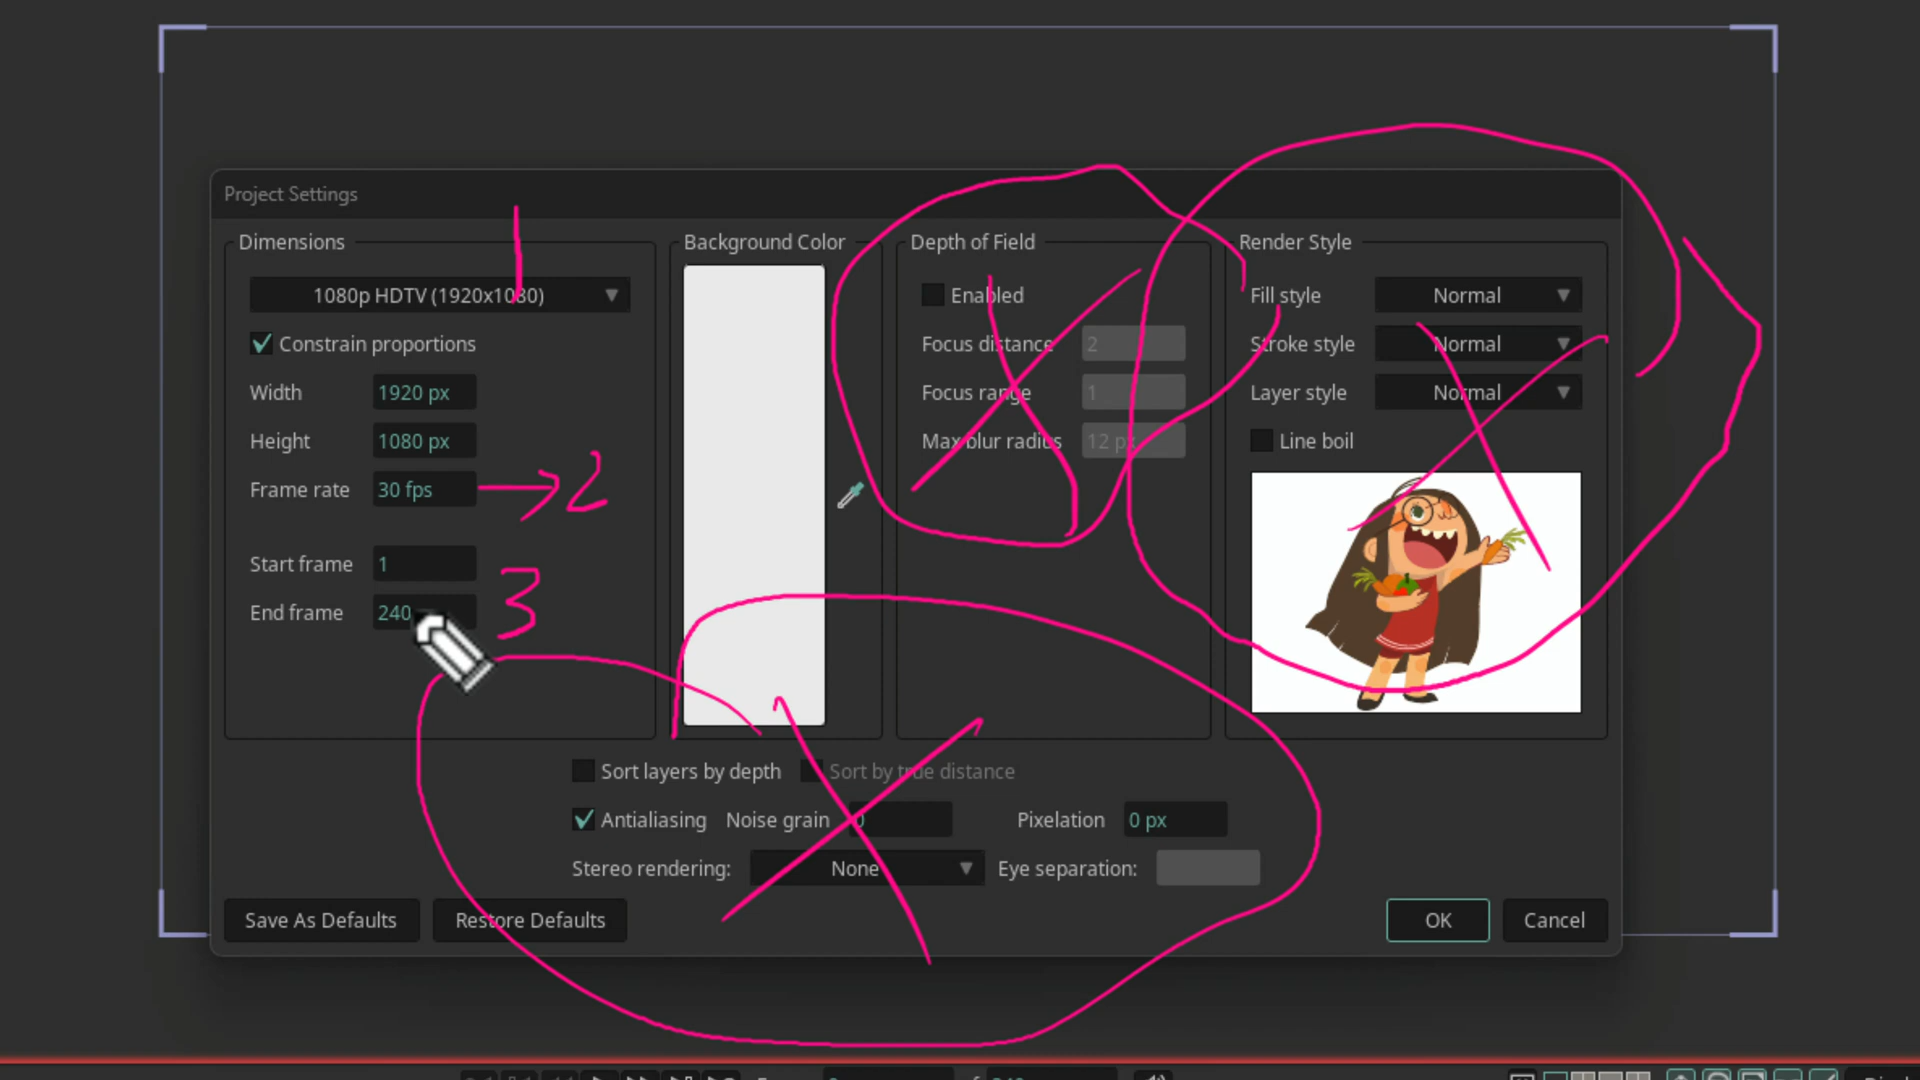 Project Settings
Dimensions
Background Color
Depth of Field
Render Style
1
1080p HDTV (1920x1080)
Enabled
Fill style Normal
Constrain proportions
Focus distance 2
Stroke style Normal
Width 1920 px
Focus range 1
Layer style Normal
Height 1080 px
Max blur radius 12 px
Line boil
Frame rate 30 fps
2
Start frame 1
End frame 240
3
Sort layers by depth Sort by true distance
Antialiasing Noise grain 0 Pixelation 0 px
Stereo rendering: None Eye separation:
Save As Defaults Restore Defaults OK Cancel